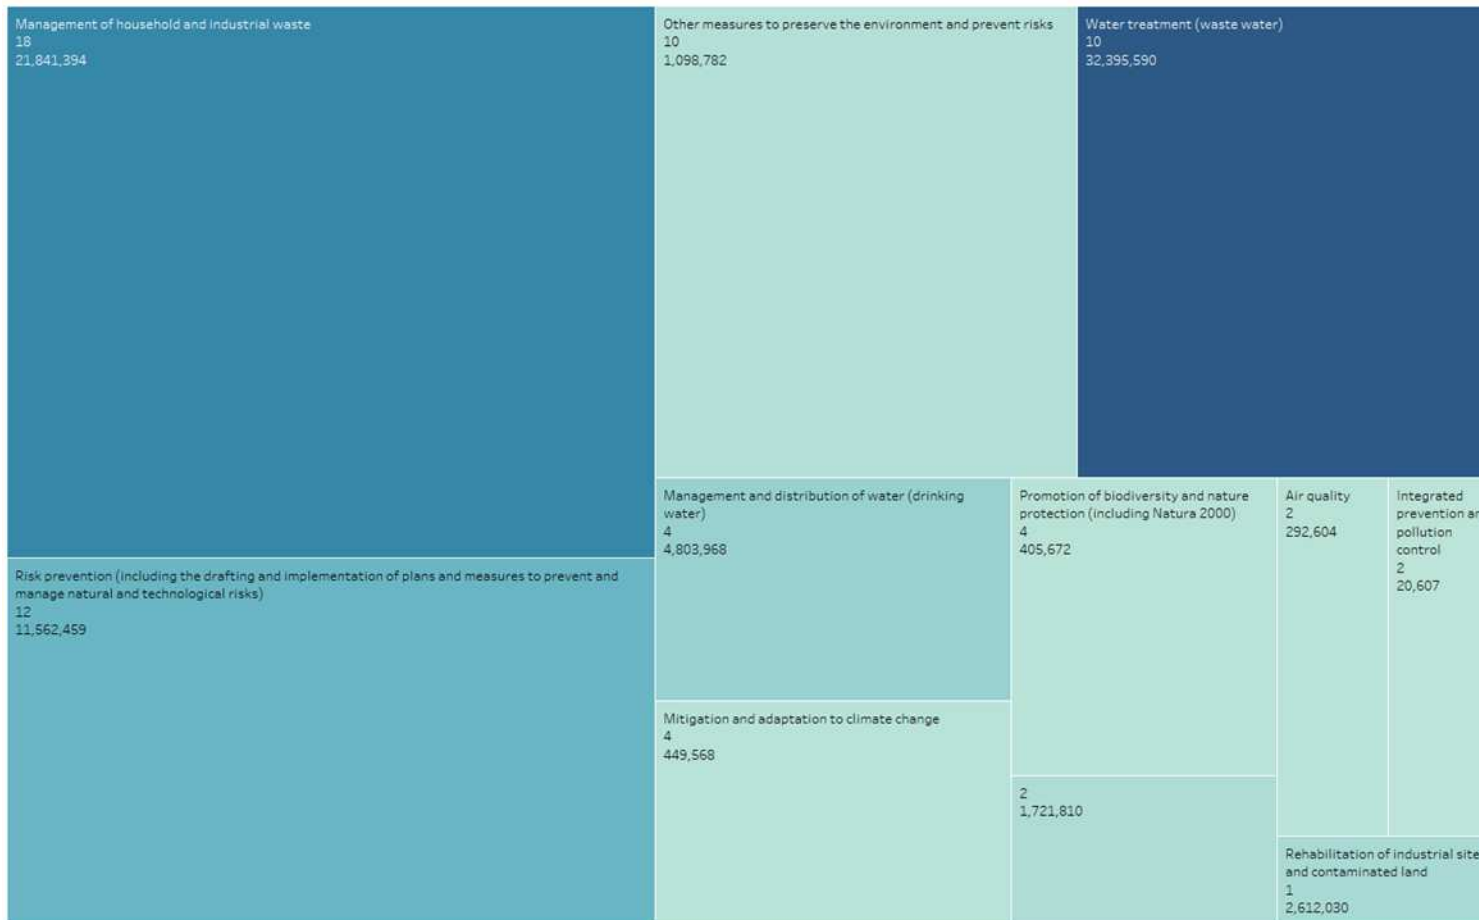 Management of household and industrial waste
18
21,841,394
Other measures to preserve the environment and prevent risks
10
1,098,782
Water treatment (waste water)
10
32,395,590
Risk prevention (including the drafting and implementation of plans and measures to prevent and
manage natural and technological risks)
12
11,562,459
Management and distribution of water (drinking
water)
4
4,803,968
Mitigation and adaptation to climate change
4
449,568
Promotion of biodiversity and nature
protection (including Natura 2000)
4
405,672
2
1,721,810
Air quality
2
292,604
Integrated
prevention
pollution
control
2
20,607
Rehabilitation of industrial site
and contaminated land
1
2,612,030